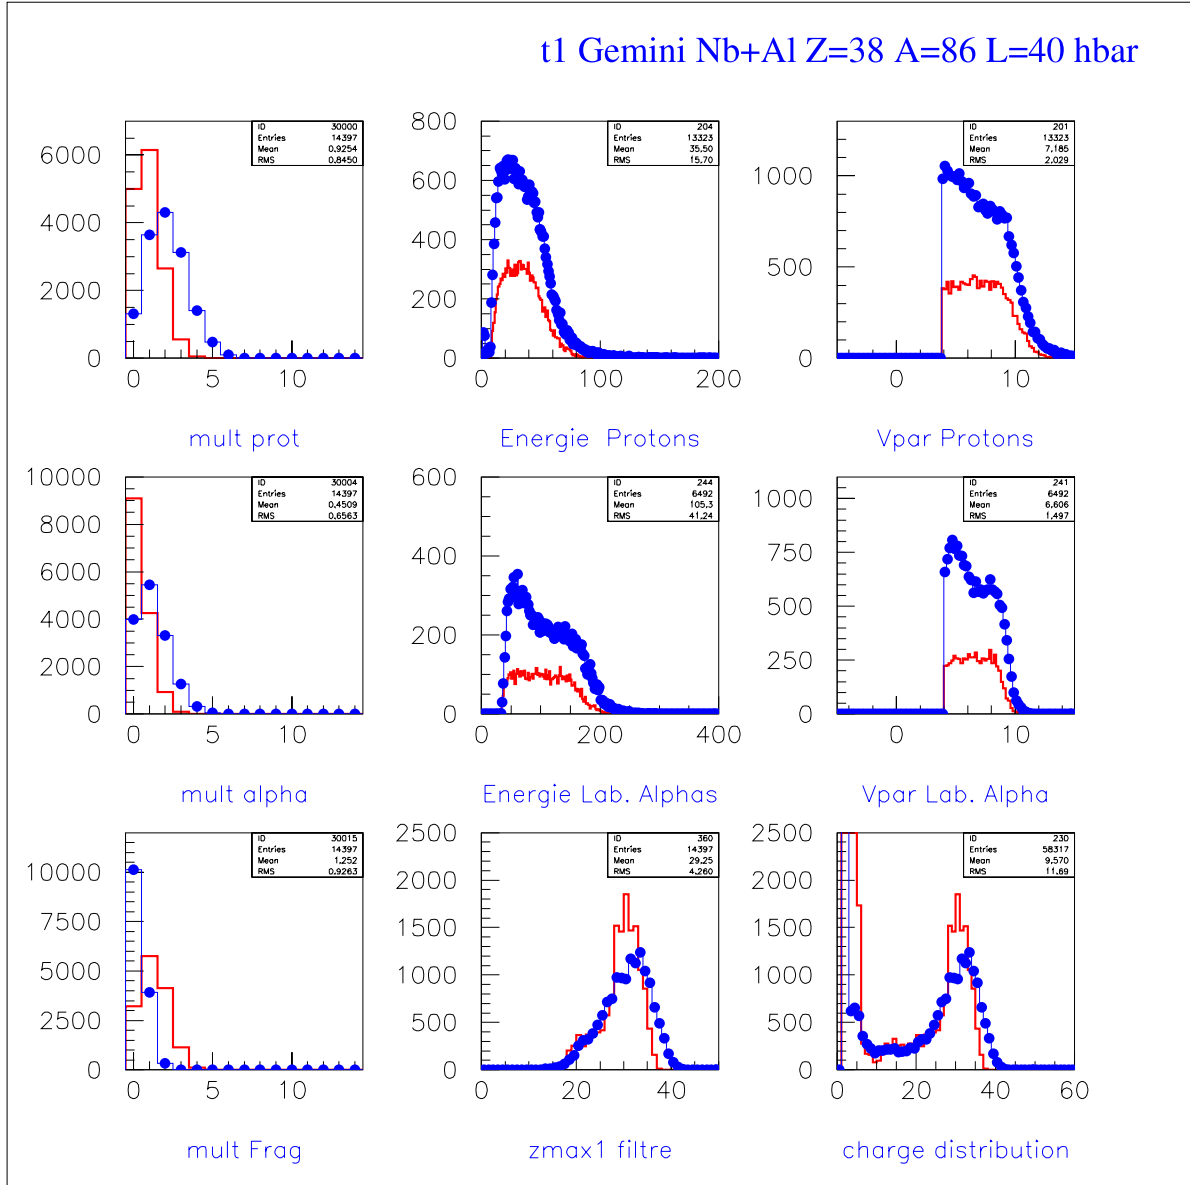 t1 Gemini Nb+Al Z=38 A=86 L=40 hbar
ID 30000
Entries 14397
Mean 0.9254
RMS 0.8450
6000
4000
2000
0
0 5 10
mult prot
ID 204
Entries 13323
Mean 35.50
RMS 15.70
800
600
400
200
0
0 100 200
Energie Protons
ID 201
Entries 13323
Mean 7.185
RMS 2.029
1000
500
0
0 10
Vpar Protons
ID 30004
Entries 14397
Mean 0.4509
RMS 0.6563
10000
8000
6000
4000
2000
0
0 5 10
mult alpha
ID 244
Entries 6492
Mean 105.3
RMS 41.24
600
400
200
0
0 200 400
Energie Lab. Alphas
ID 241
Entries 6492
Mean 6.606
RMS 1.497
1000
750
500
250
0
0 10
Vpar Lab. Alpha
ID 30015
Entries 14397
Mean 1.252
RMS 0.9263
10000
7500
5000
2500
0
0 5 10
mult Frag
ID 360
Entries 14397
Mean 29.25
RMS 4.260
2500
2000
1500
1000
500
0
0 20 40
zmax1 filtre
ID 230
Entries 58317
Mean 9.570
RMS 11.69
2500
2000
1500
1000
500
0
0 20 40 60
charge distribution